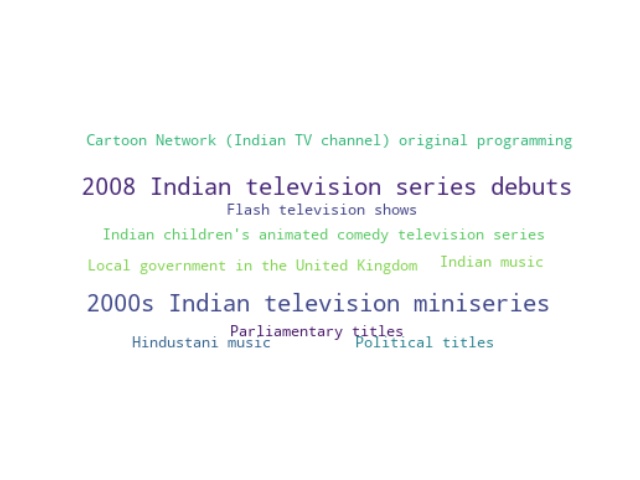 Cartoon Network (Indian TV channel) original programming
2008 Indian television series debuts
Flash television shows
Indian children's animated comedy television series
Local government in the United Kingdom
Indian music
2000s Indian television miniseries
Parliamentary titles
Hindustani music
Political titles